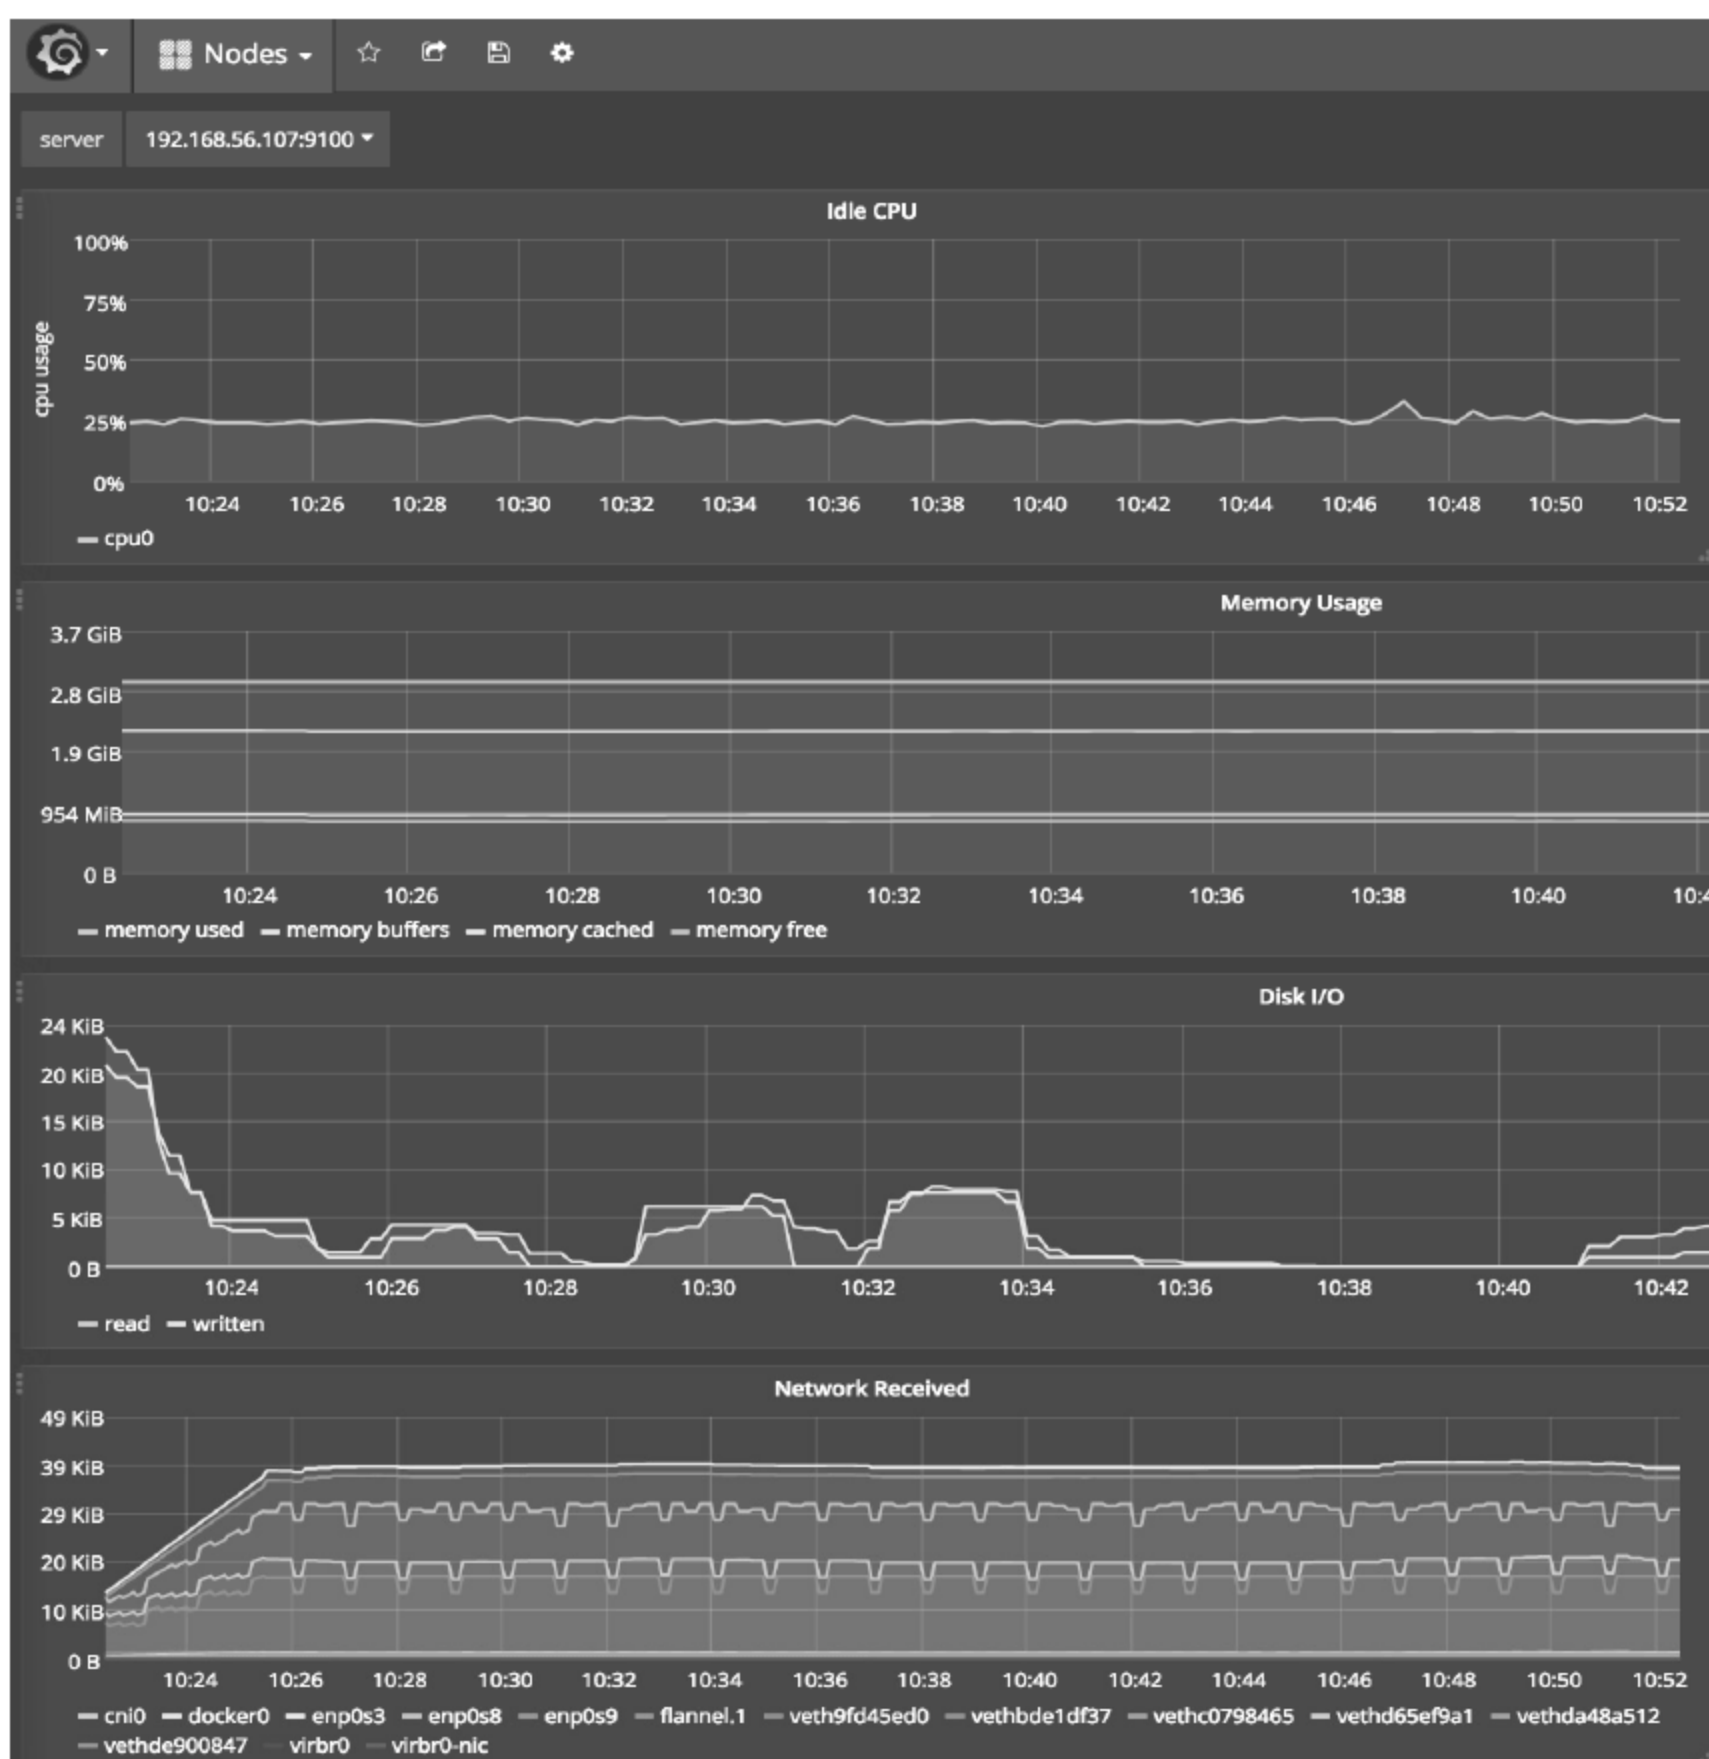 Nodes
server 192.168.56.107:9100
Idle CPU
cpu usage
100%
75%
50%
25%
0%
10:24 10:26 10:28 10:30 10:32 10:34 10:36 10:38 10:40 10:42 10:44 10:46 10:48 10:50 10:52
cpu0
Memory Usage
3.7 GiB
2.8 GiB
1.9 GiB
954 MiB
0 B
10:24 10:26 10:28 10:30 10:32 10:34 10:36 10:38 10:40 10:4
memory used memory buffers memory cached memory free
Disk I/O
24 KiB
20 KiB
15 KiB
10 KiB
5 KiB
0 B
10:24 10:26 10:28 10:30 10:32 10:34 10:36 10:38 10:40 10:42
read written
Network Received
49 KiB
39 KiB
29 KiB
20 KiB
10 KiB
0 B
10:24 10:26 10:28 10:30 10:32 10:34 10:36 10:38 10:40 10:42 10:44 10:46 10:48 10:50 10:52
cni0 docker0 enp0s3 enp0s8 enp0s9 flannel.1 veth9fd45ed0 vethbde1df37 vethc0798465 vethd65ef9a1 vethda48a512
vethde900847 virbr0 virbr0-nic